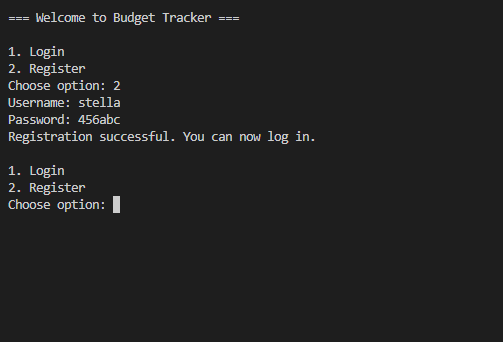 === Welcome to Budget Tracker ===
1. Login
2. Register
Choose option: 2
Username: stella
Password: 456abc
Registration successful. You can now log in.
1. Login
2. Register
Choose option: